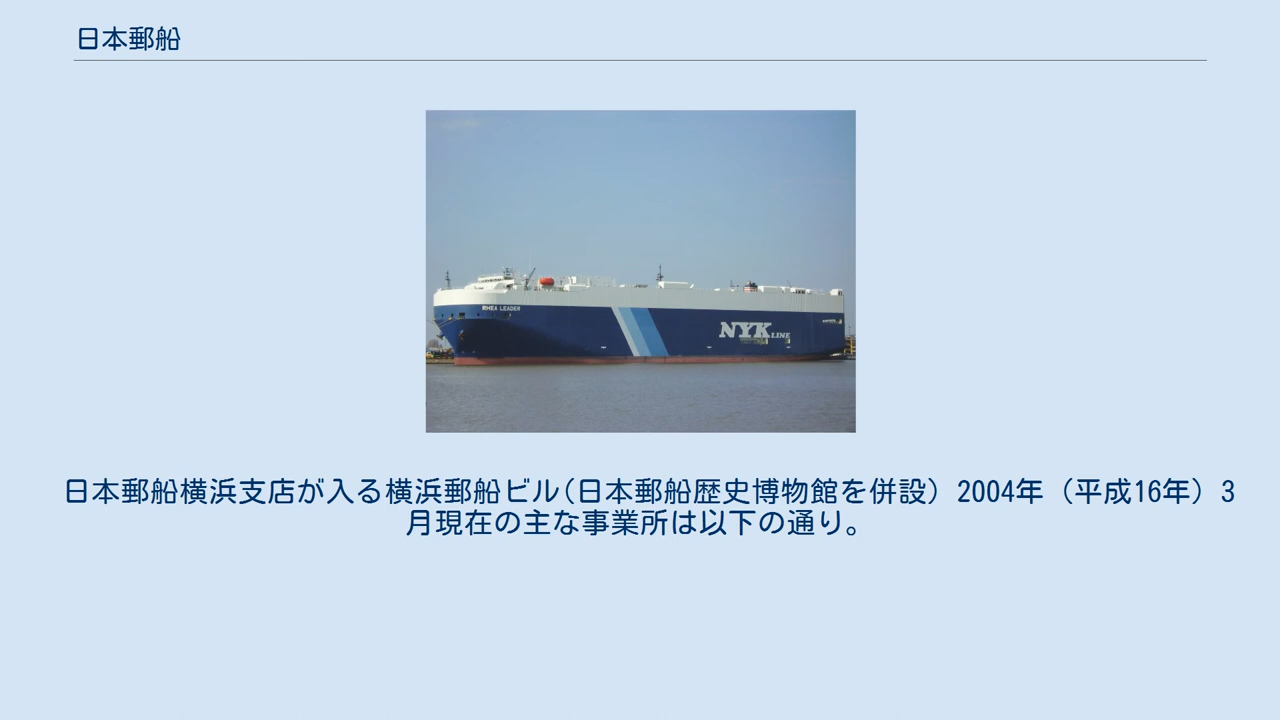 日本郵船
RHEA LEADER
NYK LINE
日本郵船横浜支店が入る横浜郵船ビル(日本郵船歴史博物館を併設) 2004年（平成16年）3
月現在の主な事業所は以下の通り。